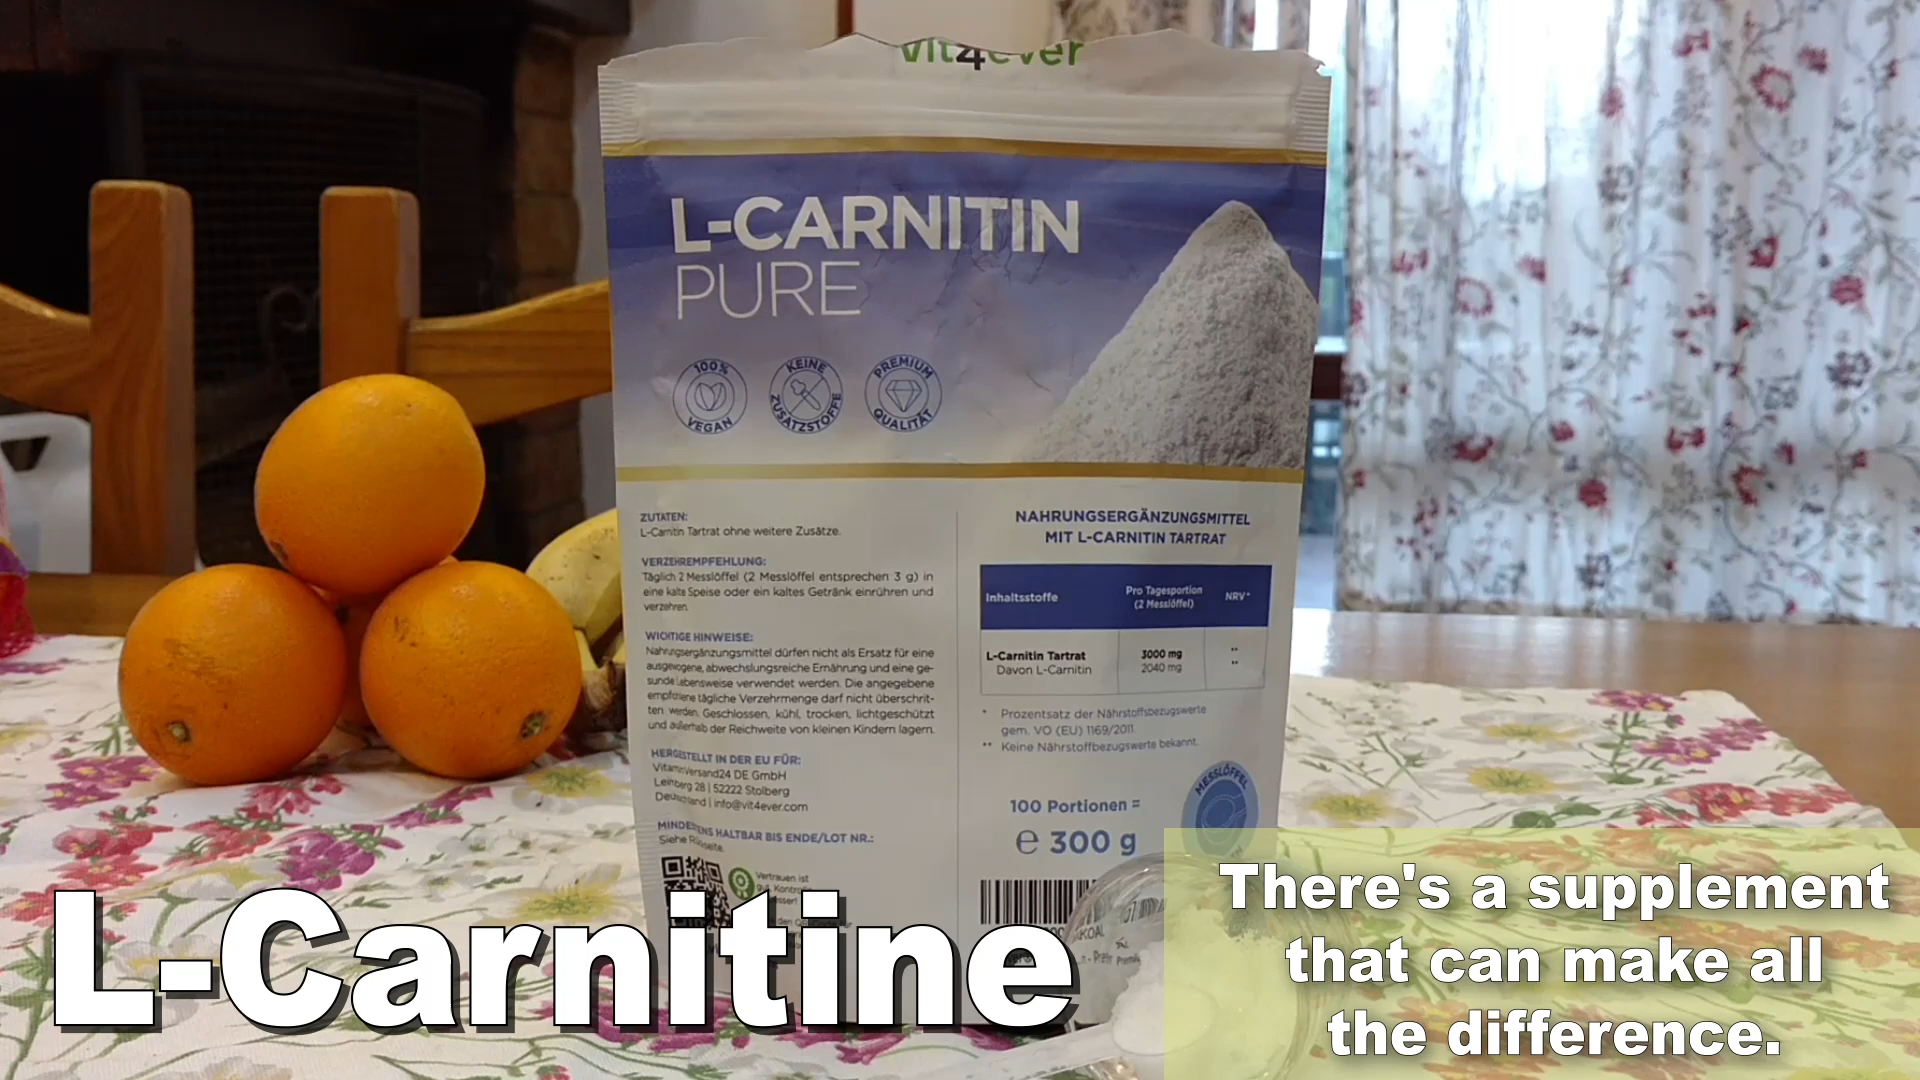 vit4ever
L-CARNITIN
PURE
100%
VEGAN
KEINE
ZUSATZSTOFFE
PREMIUM
QUALITÄT
ZUTATEN:
L-Carnitin Tartrat ohne weitere Zusätze.
VERZEHREMPFEHLUNG:
Täglich 2 Messlöffel (2 Messlöffel entsprechen 3 g) in
eine kalte Speise oder ein kaltes Getränk einrühren und
verzehren.
WICHTIGE HINWEISE:
Nahrungsergänzungsmittel dürfen nicht als Ersatz für eine
ausgewogene, abwechslungsreiche Ernährung und eine ge-
sunde Lebensweise verwendet werden. Die angegebene
empfohlene tägliche Verzehrmenge darf nicht überschrit-
ten werden. Geschlossen, kühl, trocken, lichtgeschützt
und außerhalb der Reichweite von kleinen Kindern lagern.
HERGESTELLT IN DER EU FÜR:
VitaminVersand24 DE GmbH
Leimberg 28 | 52222 Stolberg
Deutschland | info@vit4ever.com
MINDESTENS HALTBAR BIS ENDE/LOT NR.:
Siehe Rückseite.
Vertrauen ist
gut, Kontrolle
NAHRUNGSERGÄNZUNGSMITTEL
MIT L-CARNITIN TARTRAT
Inhaltsstoffe Pro Tagesportion (2 Messlöffel) NRV*
L-Carnitin Tartrat 3000 mg **
Davon L-Carnitin 2040 mg **
* Prozentsatz der Nährstoffsbezugswerte
gem. VO (EU) 1169/2011.
** Keine Nährstoffbezugswerte bekannt.
MESSLÖFFEL
100 Portionen =
e 300 g
L-Carnitine
There's a supplement
that can make all
the difference.